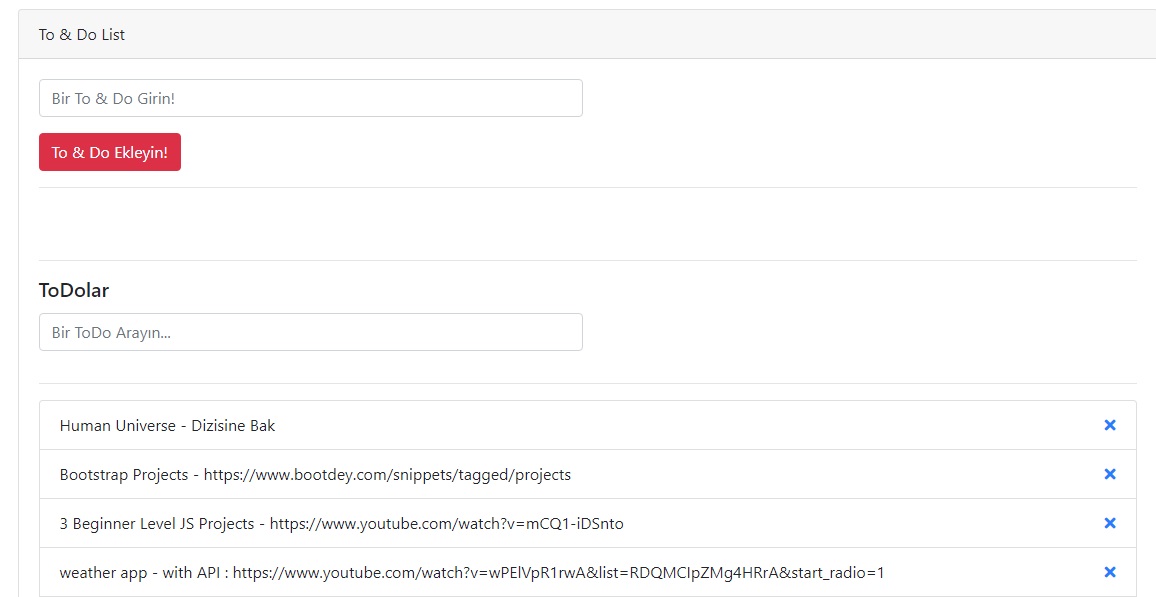 To & Do List
Bir To & Do Girin!
To & Do Ekleyin!
ToDolar
Bir ToDo Arayın...
Human Universe - Dizisine Bak
Bootstrap Projects - https://www.bootdey.com/snippets/tagged/projects
3 Beginner Level JS Projects - https://www.youtube.com/watch?v=mCQ1-iDSnto
weather app - with API : https://www.youtube.com/watch?v=wPElVpR1rwA&list=RDQMCIpZMg4HRrA&start_radio=1